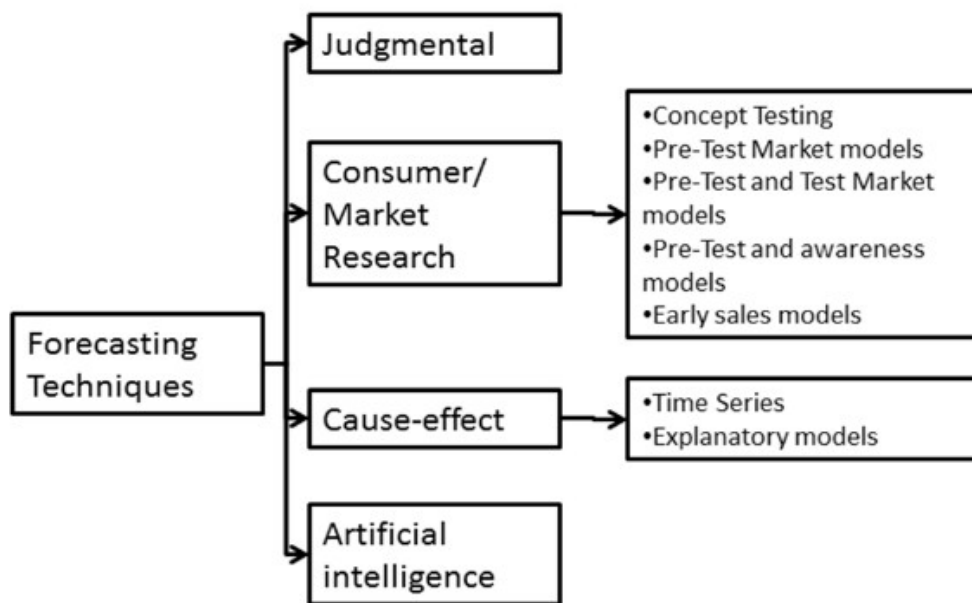 Judgmental
Consumer/
Market
Research
•Concept Testing
•Pre-Test Market models
•Pre-Test and Test Market
models
•Pre-Test and awareness
models
•Early sales models
Forecasting
Techniques
Cause-effect
•Time Series
•Explanatory models
Artificial
intelligence